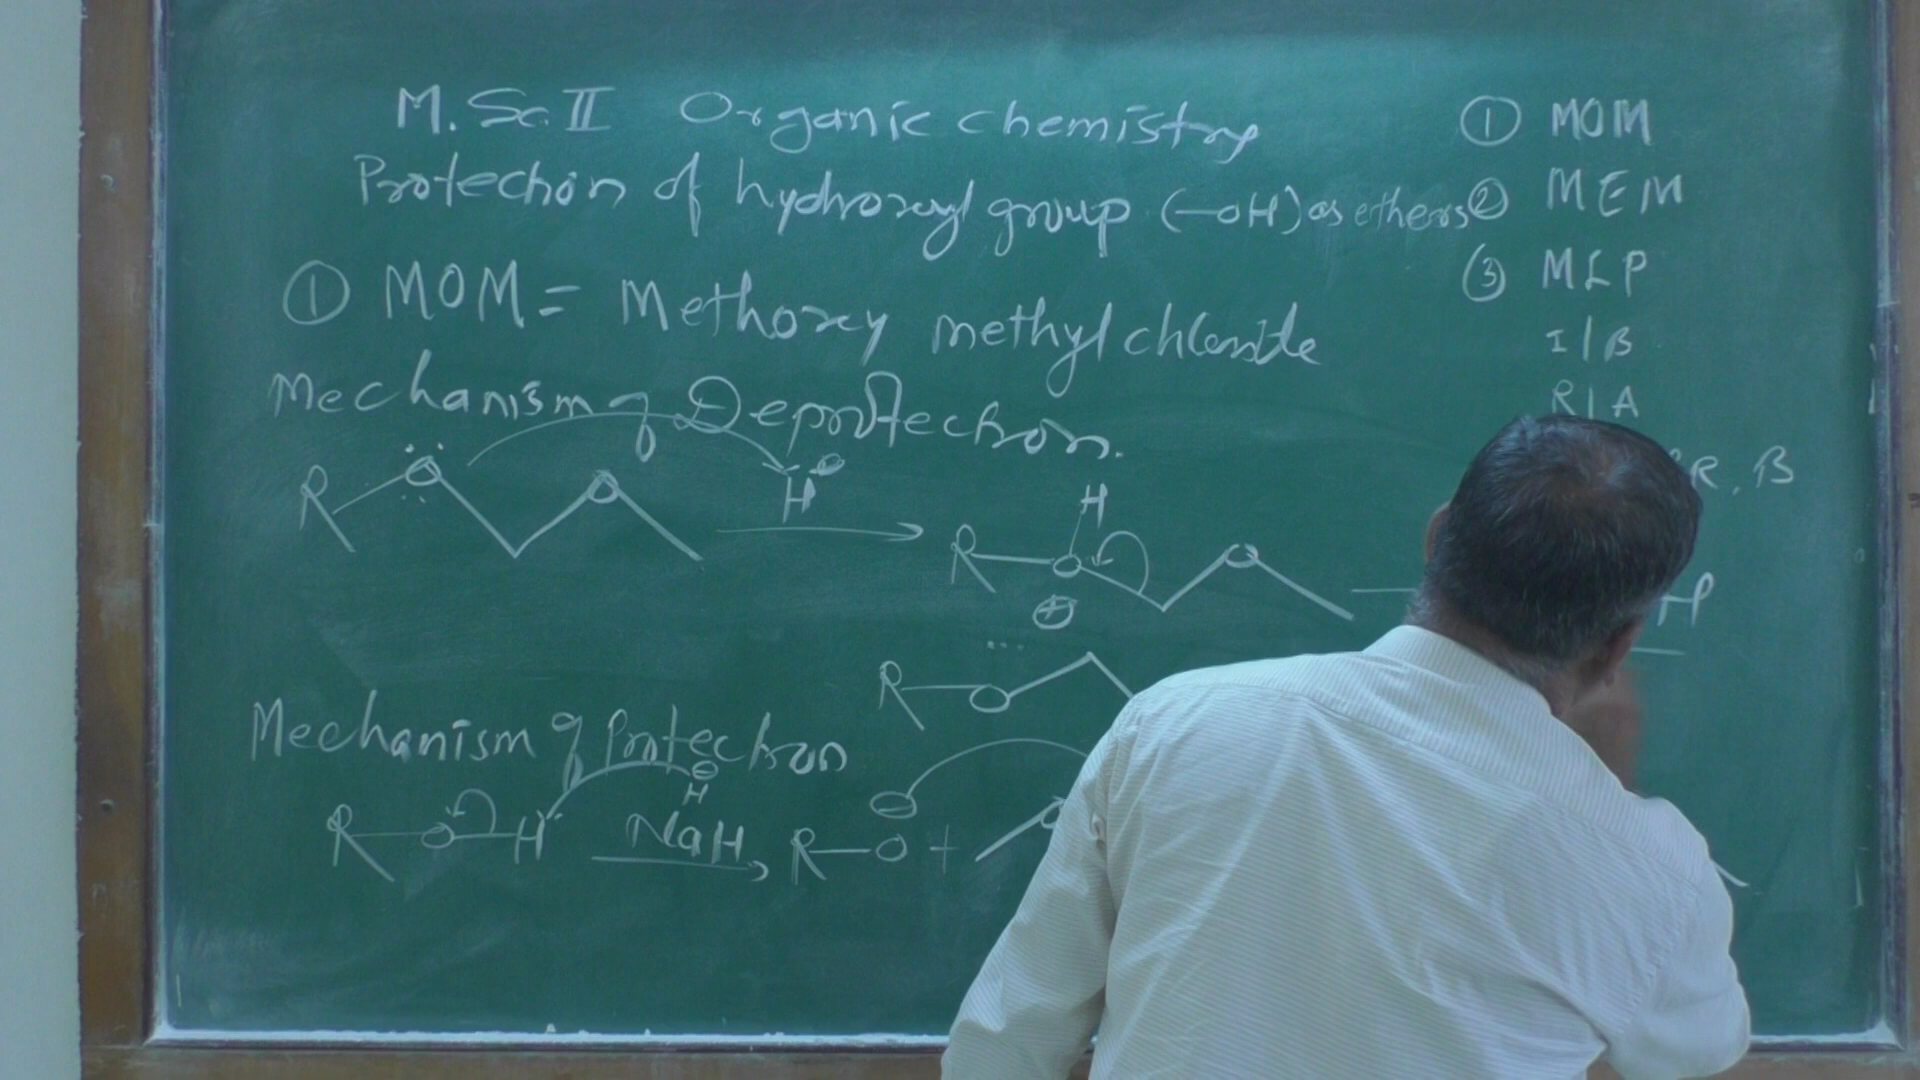 M.Sc.II Organic chemistry
Protection of hydroxyl group (-OH) as ethers
① MOM = Methoxy methyl chloride
Mechanism of Deprotection.
R O O H
R O H O
⊕
R O
Mechanism of Protection
R-O-H NaH R-O +
⊖
H
① MOM
② MEM
③ MLP
I/B
R/A
R, B
H